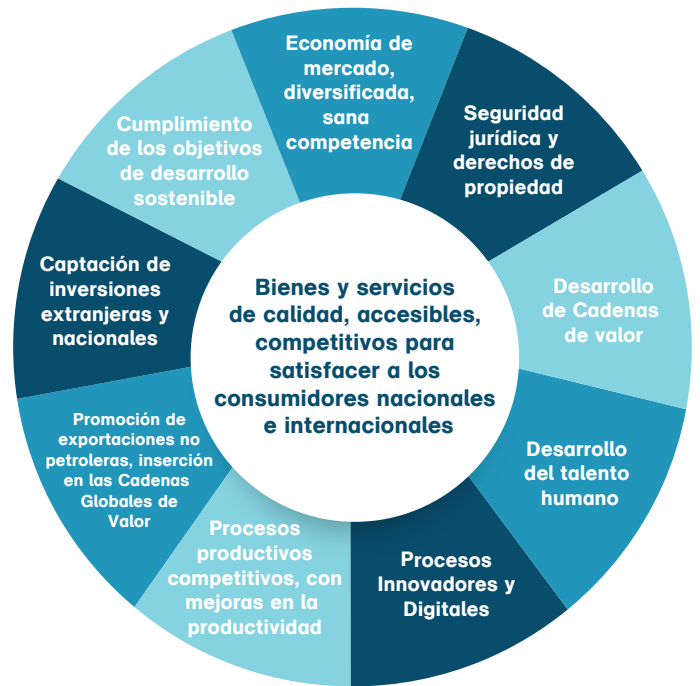 Economía de
mercado,
diversificada,
sana
competencia
Seguridad
jurídica y
derechos de
propiedad
Desarrollo
de Cadenas
de valor
Desarrollo
del talento
humano
Procesos
Innovadores y
Digitales
Procesos
productivos
competitivos, con
mejoras en la
productividad
Promoción de
exportaciones no
petroleras, inserción
en las Cadenas
Globales de
Valor
Captación de
inversiones
extranjeras y
nacionales
Cumplimiento
de los objetivos
de desarrollo
sostenible
Bienes y servicios
de calidad, accesibles,
competitivos para
satisfacer a los
consumidores nacionales
e internacionales